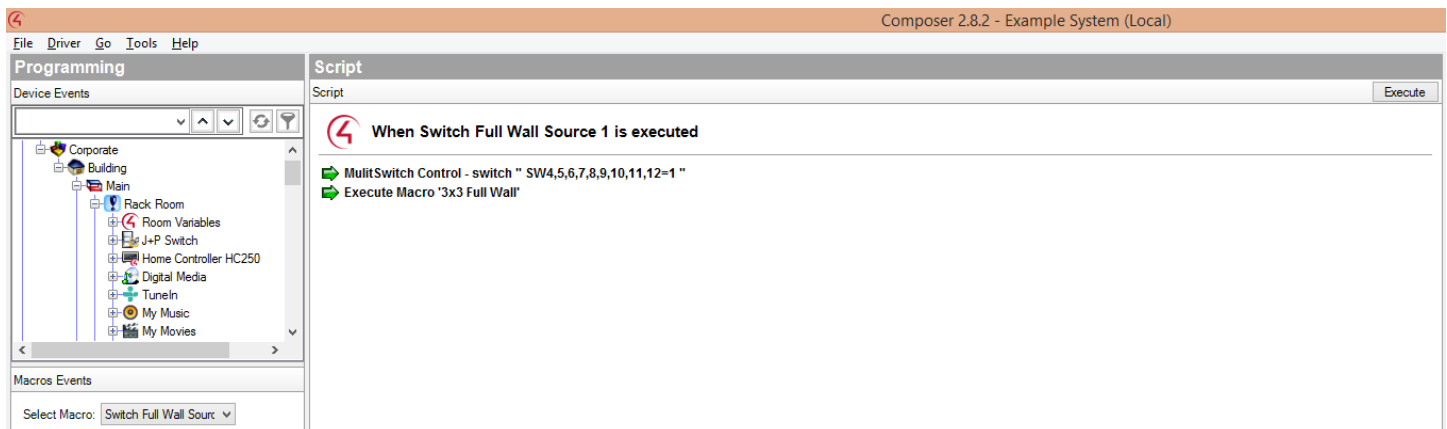 Composer 2.8.2 - Example System (Local)
File Driver Go Tools Help
Programming
Device Events
Corporate
Building
Main
Rack Room
Room Variables
J+P Switch
Home Controller HC250
Digital Media
TuneIn
My Music
My Movies
Macros Events
Select Macro: Switch Full Wall Sourc
Script
Script Execute
When Switch Full Wall Source 1 is executed
MulitSwitch Control - switch " SW4,5,6,7,8,9,10,11,12=1 "
Execute Macro '3x3 Full Wall'